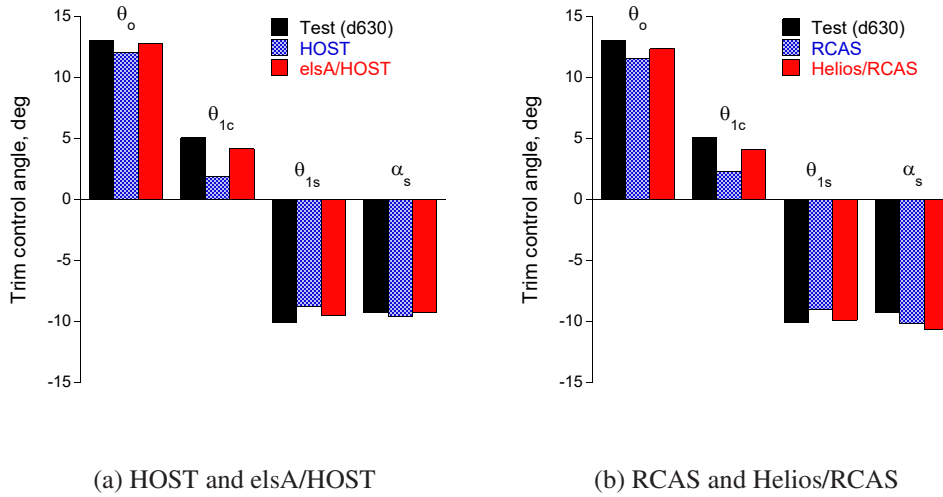 Trim control angle, deg
15
10
5
0
-5
-10
-15
θo
θ1c
θ1s
αs
Test (d630)
HOST
elsA/HOST
(a) HOST and elsA/HOST
Trim control angle, deg
15
10
5
0
-5
-10
-15
θo
θ1c
θ1s
αs
Test (d630)
RCAS
Helios/RCAS
(b) RCAS and Helios/RCAS